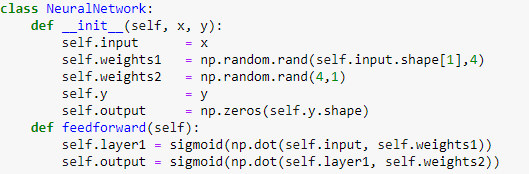 class NeuralNetwork:
    def __init__(self, x, y):
        self.input      = x
        self.weights1   = np.random.rand(self.input.shape[1],4)
        self.weights2   = np.random.rand(4,1)
        self.y          = y
        self.output     = np.zeros(self.y.shape)
    def feedforward(self):
        self.layer1 = sigmoid(np.dot(self.input, self.weights1))
        self.output = sigmoid(np.dot(self.layer1, self.weights2))